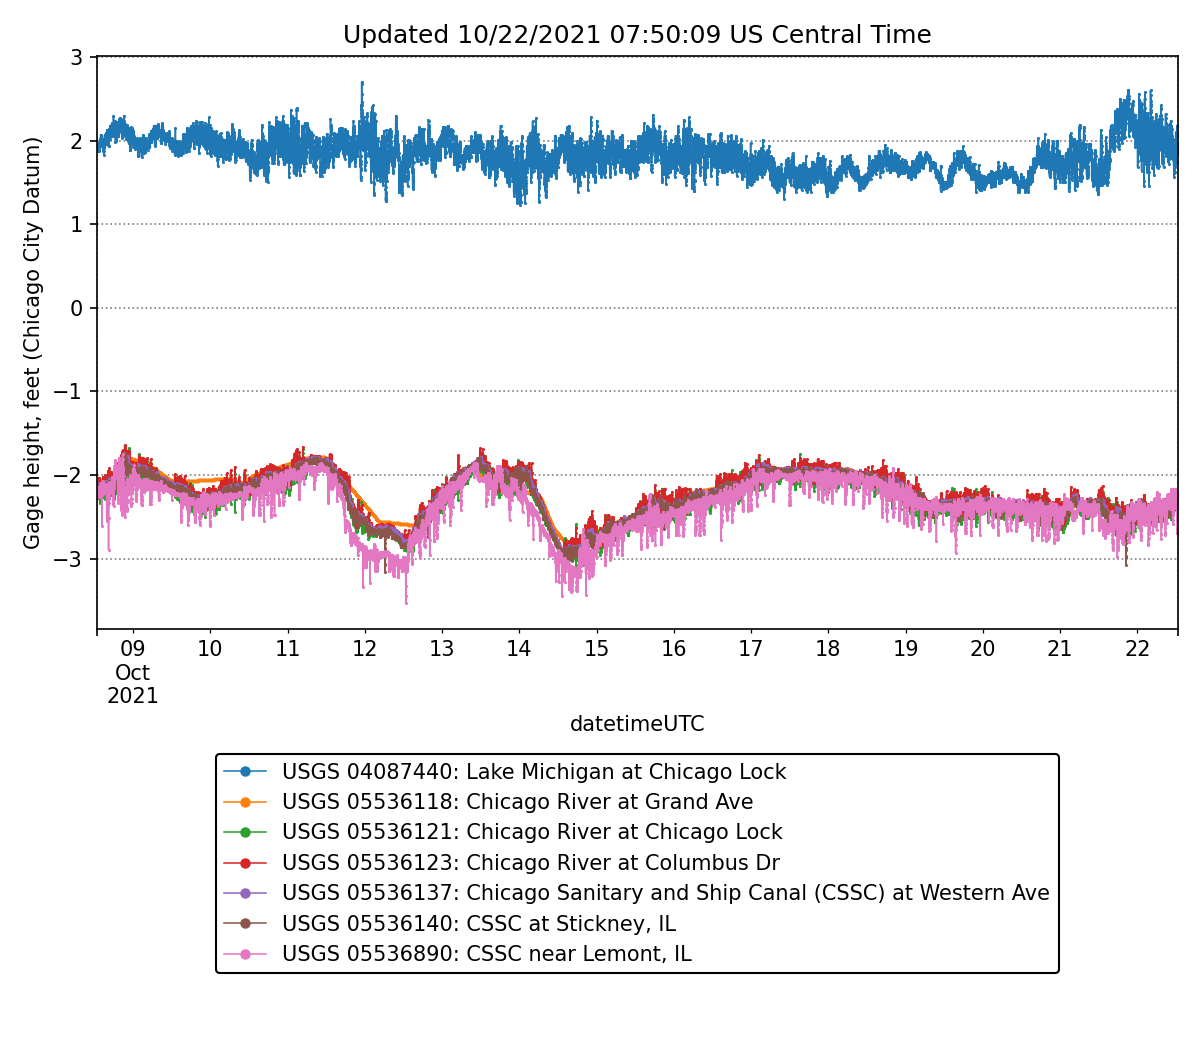 Updated 10/22/2021 07:50:09 US Central Time
Gage height, feet (Chicago City Datum)
3
2
1
0
−1
−2
−3
09 10 11 12 13 14 15 16 17 18 19 20 21 22
Oct
2021
datetimeUTC
USGS 04087440: Lake Michigan at Chicago Lock
USGS 05536118: Chicago River at Grand Ave
USGS 05536121: Chicago River at Chicago Lock
USGS 05536123: Chicago River at Columbus Dr
USGS 05536137: Chicago Sanitary and Ship Canal (CSSC) at Western Ave
USGS 05536140: CSSC at Stickney, IL
USGS 05536890: CSSC near Lemont, IL